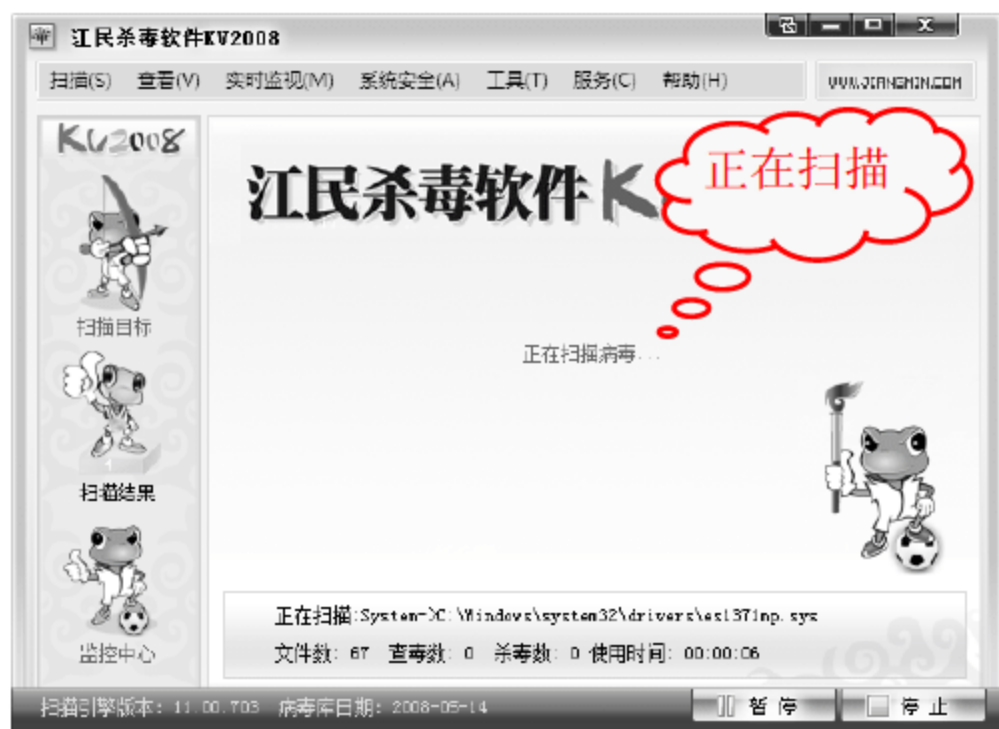 江民杀毒软件KV2008
扫描(S) 查看(V) 实时监视(M) 系统安全(A) 工具(T) 服务(C) 帮助(H)
WWW.JIANGMIN.COM
KV2008
江民杀毒软件 K
正在扫描
扫描目标
正在扫描病毒...
1
扫描结果
监控中心
正在扫描:System->C:\Windows\system32\drivers\es1371mp.sys
文件数: 67 查毒数: 0 杀毒数: 0 使用时间: 00:00:06
扫描引擎版本: 11.00.703 病毒库日期: 2008-05-14
暂停
停止